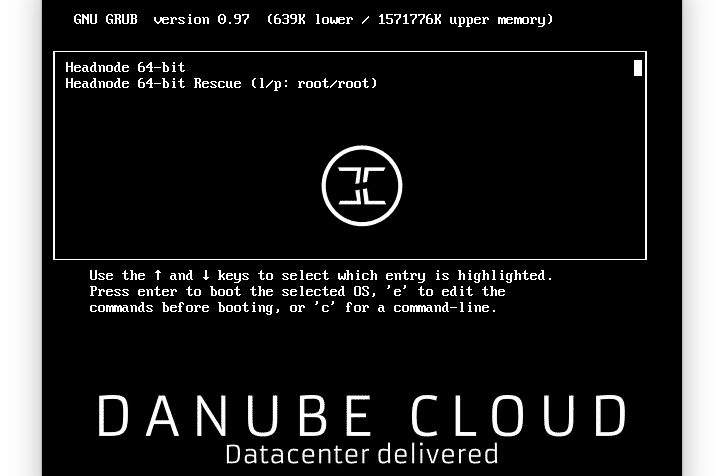 GNU GRUB  version 0.97  (639K lower / 1571776K upper memory)
Headnode 64-bit
Headnode 64-bit Rescue (l/p: root/root)
Use the ↑ and ↓ keys to select which entry is highlighted.
Press enter to boot the selected OS, 'e' to edit the
commands before booting, or 'c' for a command-line.
DANUBE CLOUD
Datacenter delivered